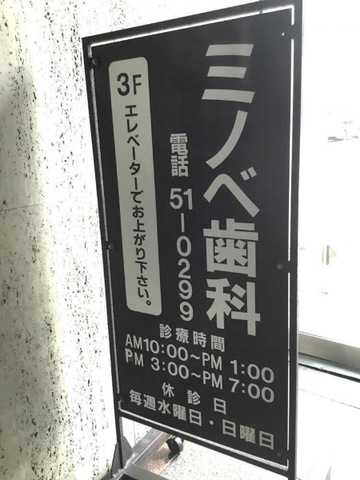 ミノベ歯科
電話 51-0299
3F エレベーターでお上がり下さい。
診療時間
AM10:00～PM 1:00
PM 3:00～PM 7:00
休診日
毎週水曜日・日曜日